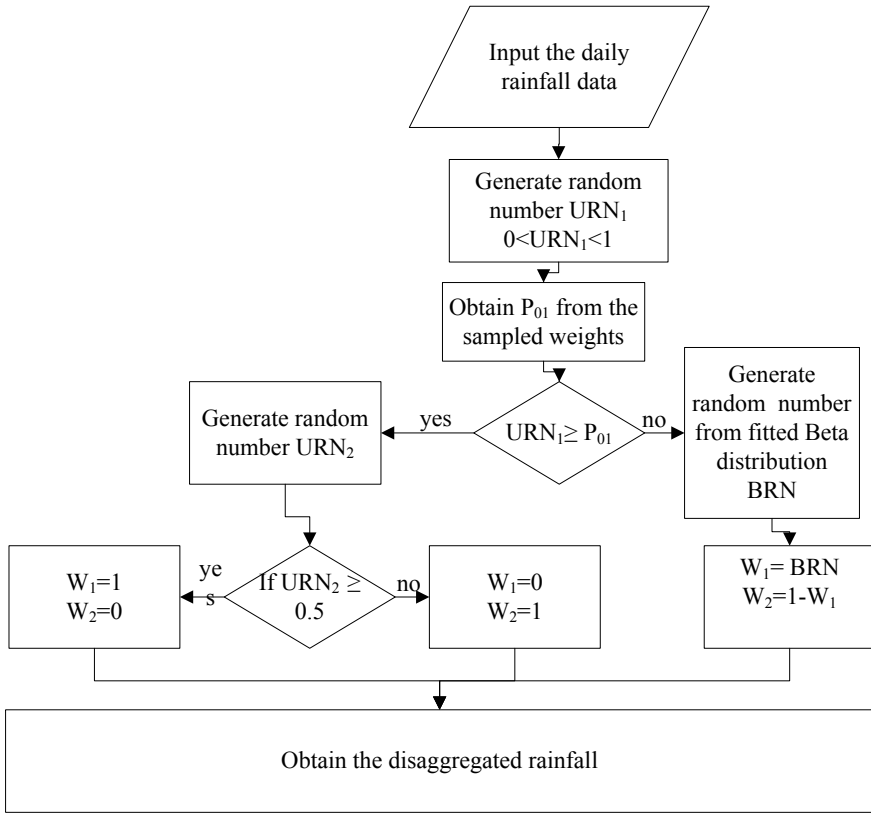 Input the daily
rainfall data
Generate random
number URN₁
0<URN₁<1
Obtain P₀₁ from the
sampled weights
URN₁≥ P₀₁
yes
no
Generate random
number URN₂
Generate
random number
from fitted Beta
distribution
BRN
If URN₂ ≥
0.5
ye
s
no
W₁=1
W₂=0
W₁=0
W₂=1
W₁= BRN
W₂=1-W₁
Obtain the disaggregated rainfall